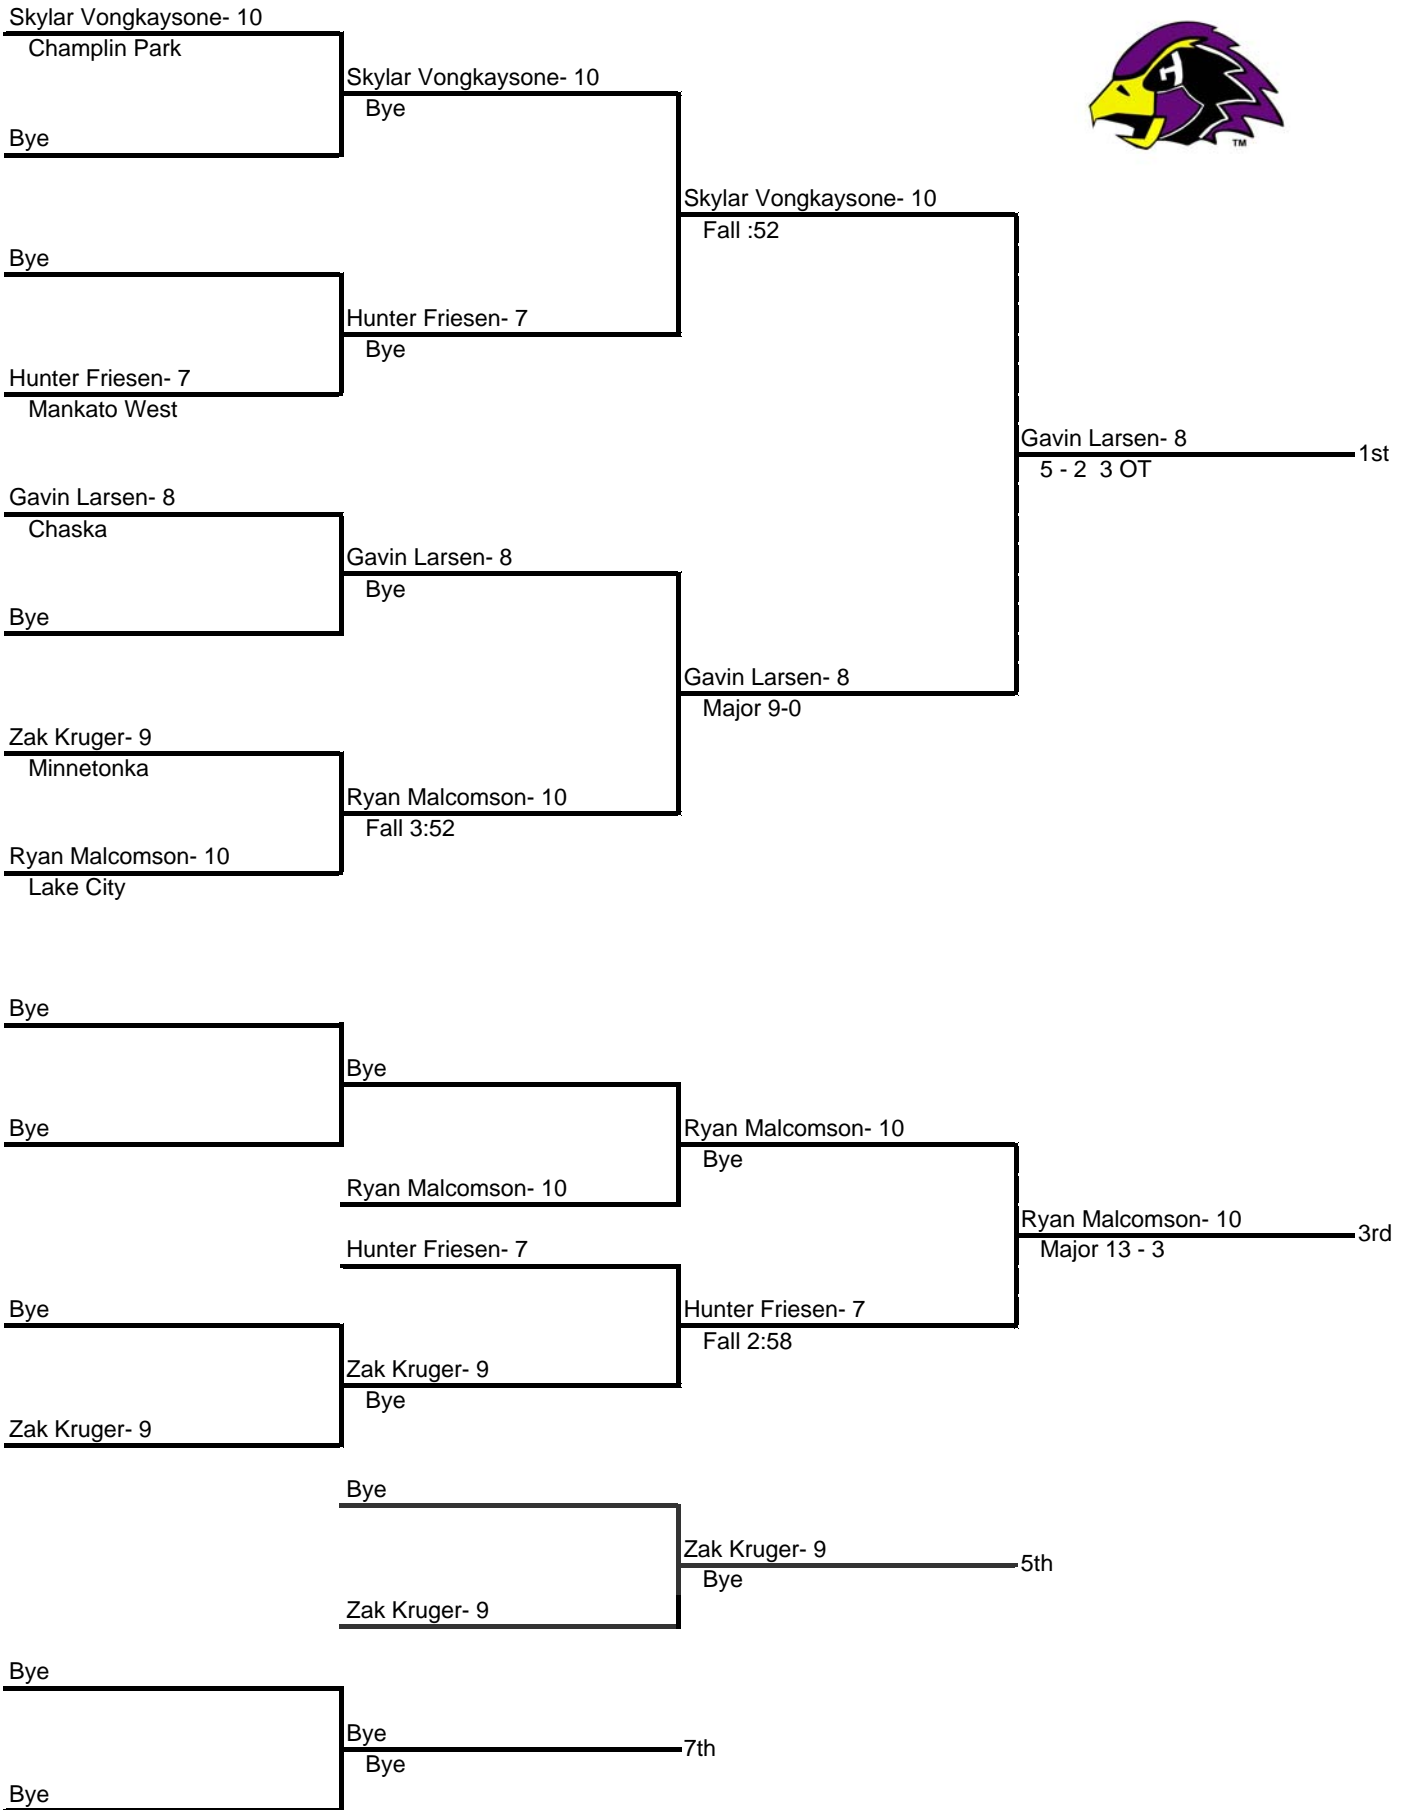 Skylar Vongkaysone- 10
Champlin Park
Skylar Vongkaysone- 10
Bye
Bye
Skylar Vongkaysone- 10
Fall :52
Bye
Hunter Friesen- 7
Bye
Hunter Friesen- 7
Mankato West
Gavin Larsen- 8
1st
5 - 2  3 OT
Gavin Larsen- 8
Chaska
Gavin Larsen- 8
Bye
Bye
Gavin Larsen- 8
Major 9-0
Zak Kruger- 9
Minnetonka
Ryan Malcomson- 10
Fall 3:52
Ryan Malcomson- 10
Lake City
Bye
Bye
Bye
Ryan Malcomson- 10
Bye
Ryan Malcomson- 10
Ryan Malcomson- 10
3rd
Major 13 - 3
Hunter Friesen- 7
Bye
Hunter Friesen- 7
Fall 2:58
Zak Kruger- 9
Bye
Zak Kruger- 9
Bye
Zak Kruger- 9
5th
Bye
Zak Kruger- 9
Bye
Bye
7th
Bye
Bye
TM